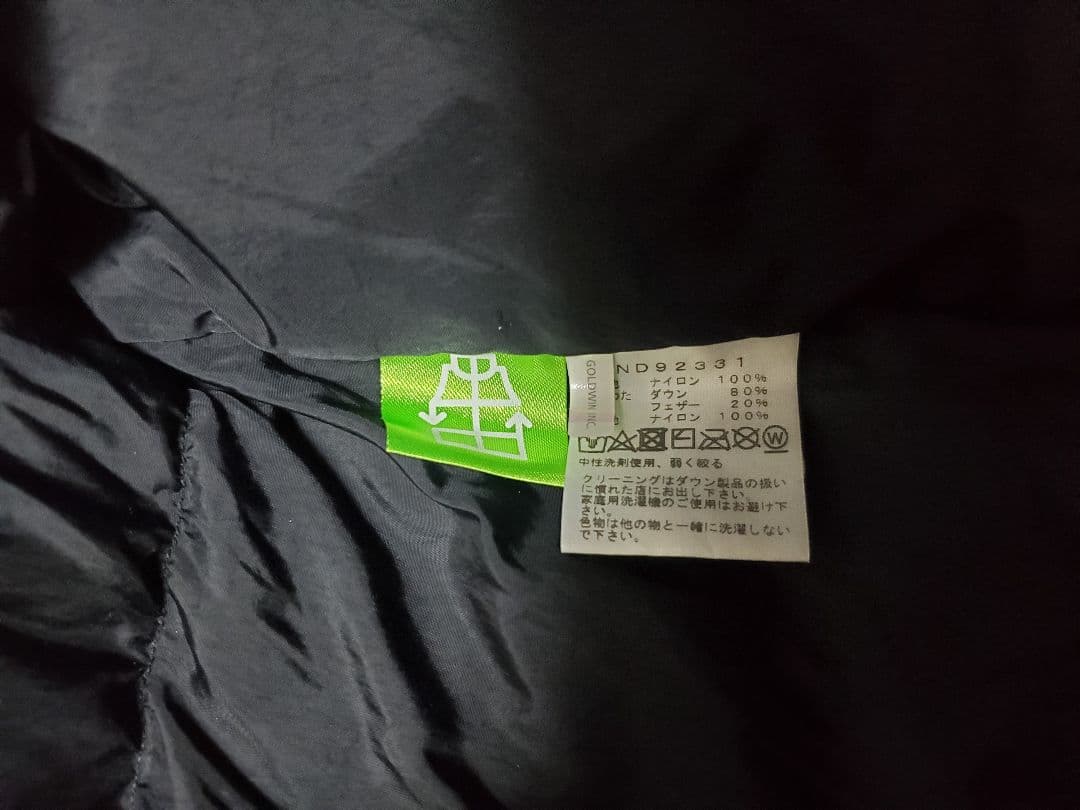 ND92331
ナイロン 100%
た ダウン 80%
フェザー 20%
ナイロン 100%
GOLDWIN INC.
W
中性洗剤使用、弱く絞る
クリーニングはダウン製品の扱い
に慣れた店にお出し下さい。
家庭用洗濯機のご使用はお避け下
さい。
色物は他の物と一緒に洗濯しない
で下さい。